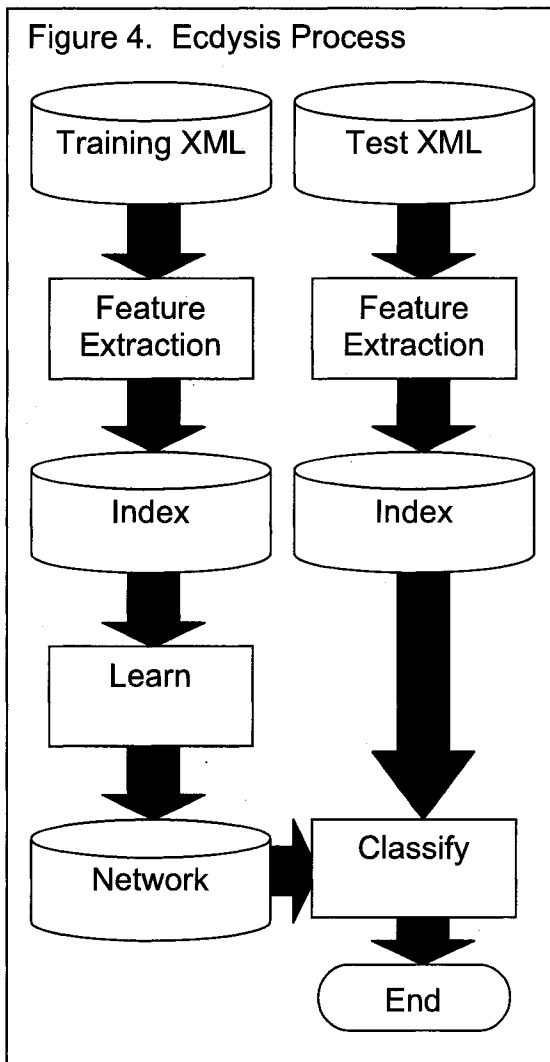 Figure 4. Ecdysis Process
Training XML
Test XML
Feature
Extraction
Feature
Extraction
Index
Index
Learn
Network
Classify
End